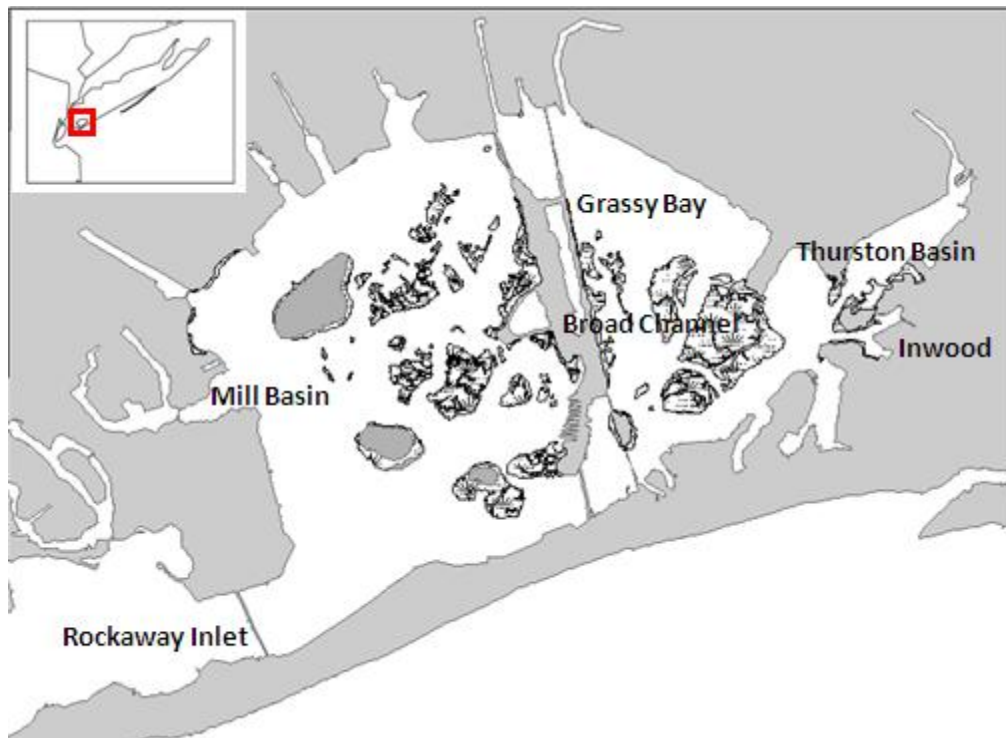 Grassy Bay
Thurston Basin
Broad Channel
Inwood
Mill Basin
Rockaway Inlet